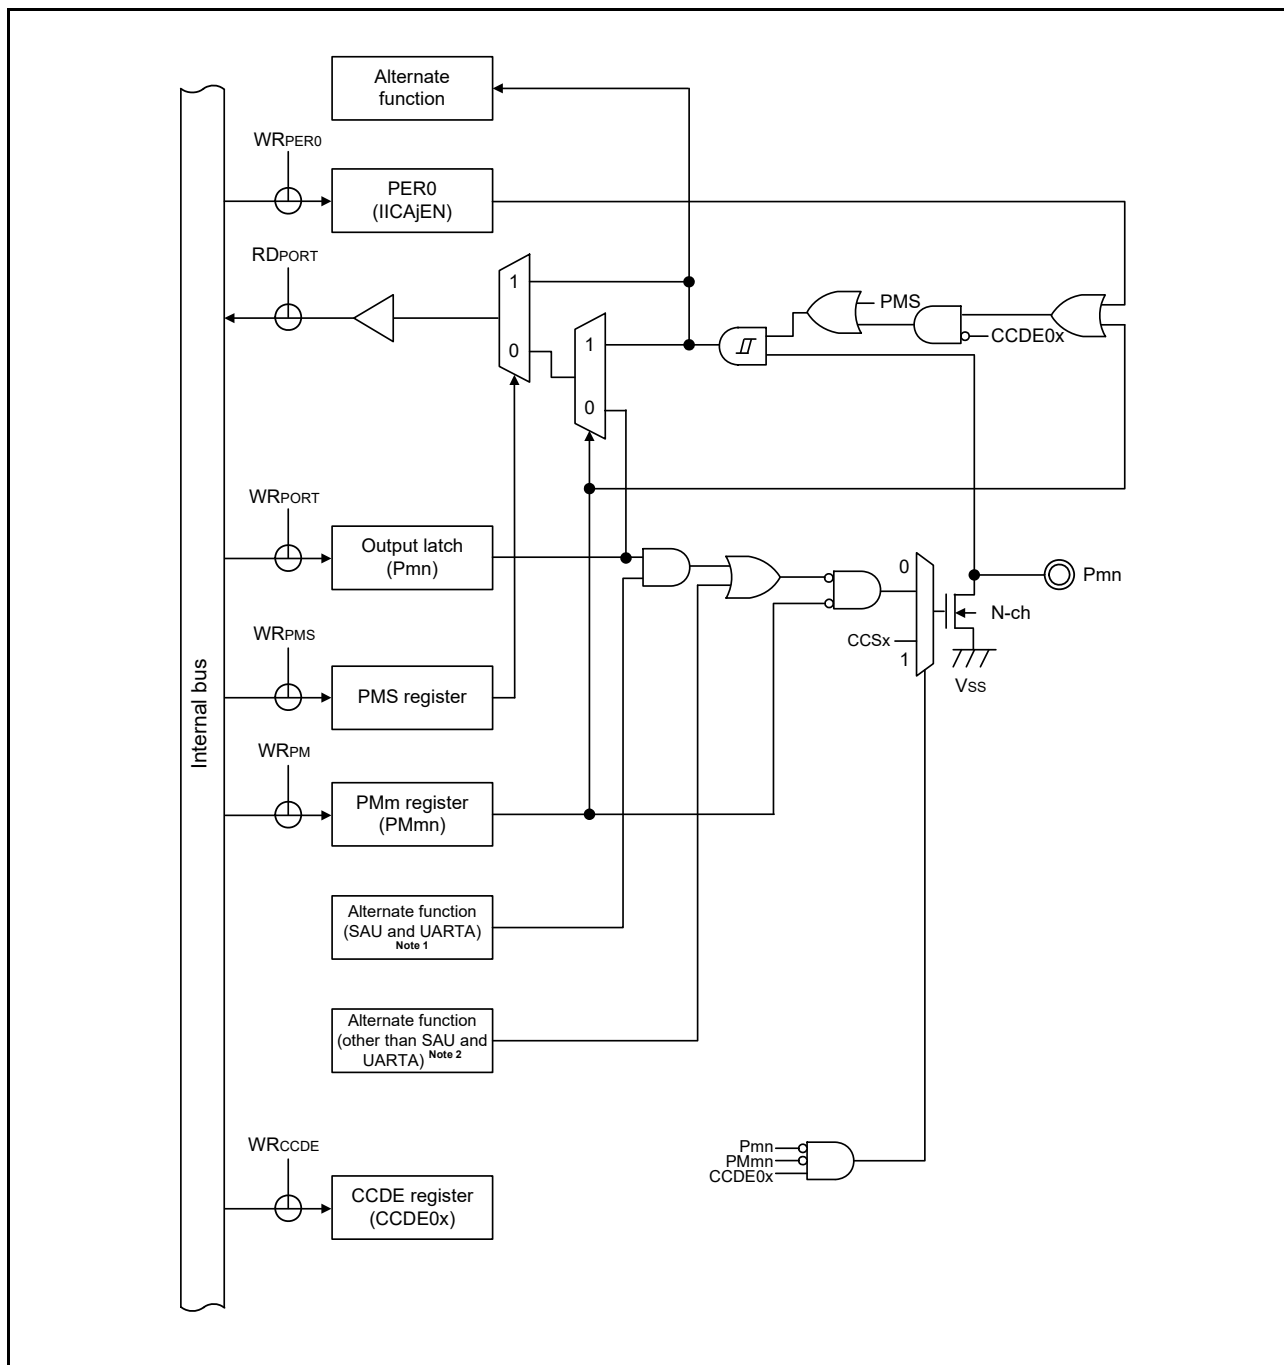 Alternate
function
WRPER0
PER0
(IICAjEN)
RDPORT
1
0
1
0
PMS
CCDE0x
WRPORT
Output latch
(Pmn)
0
CCSx
1
Pmn
N-ch
VSS
WRPMS
PMS register
Internal bus
WRPM
PMm register
(PMmn)
Alternate function
(SAU and UARTA)
Note 1
Alternate function
(other than SAU and
UARTA) Note 2
Pmn
PMmn
CCDE0x
WRCCDE
CCDE register
(CCDE0x)